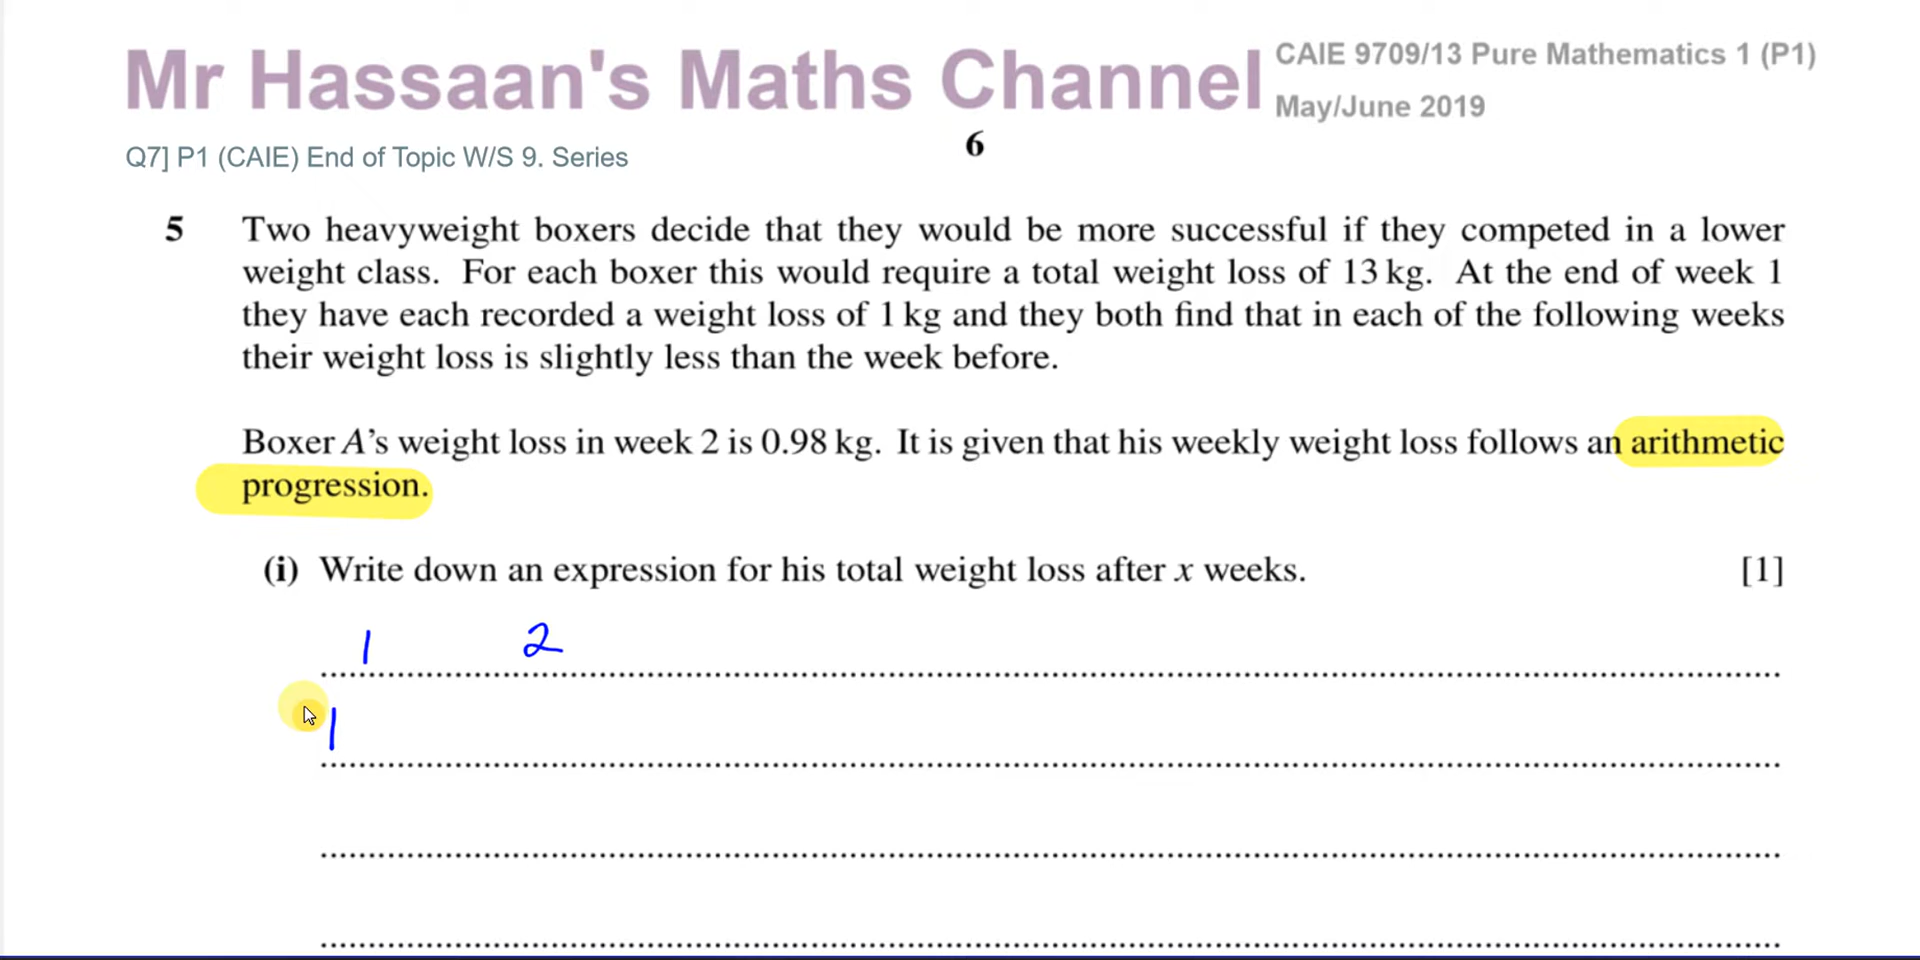 Mr Hassaan's Maths Channel
CAIE 9709/13 Pure Mathematics 1 (P1)
May/June 2019
Q7] P1 (CAIE) End of Topic W/S 9. Series
6
5 Two heavyweight boxers decide that they would be more successful if they competed in a lower
weight class. For each boxer this would require a total weight loss of 13 kg. At the end of week 1
they have each recorded a weight loss of 1 kg and they both find that in each of the following weeks
their weight loss is slightly less than the week before.
Boxer A's weight loss in week 2 is 0.98 kg. It is given that his weekly weight loss follows an arithmetic
progression.
(i) Write down an expression for his total weight loss after x weeks. [1]
1 2
1